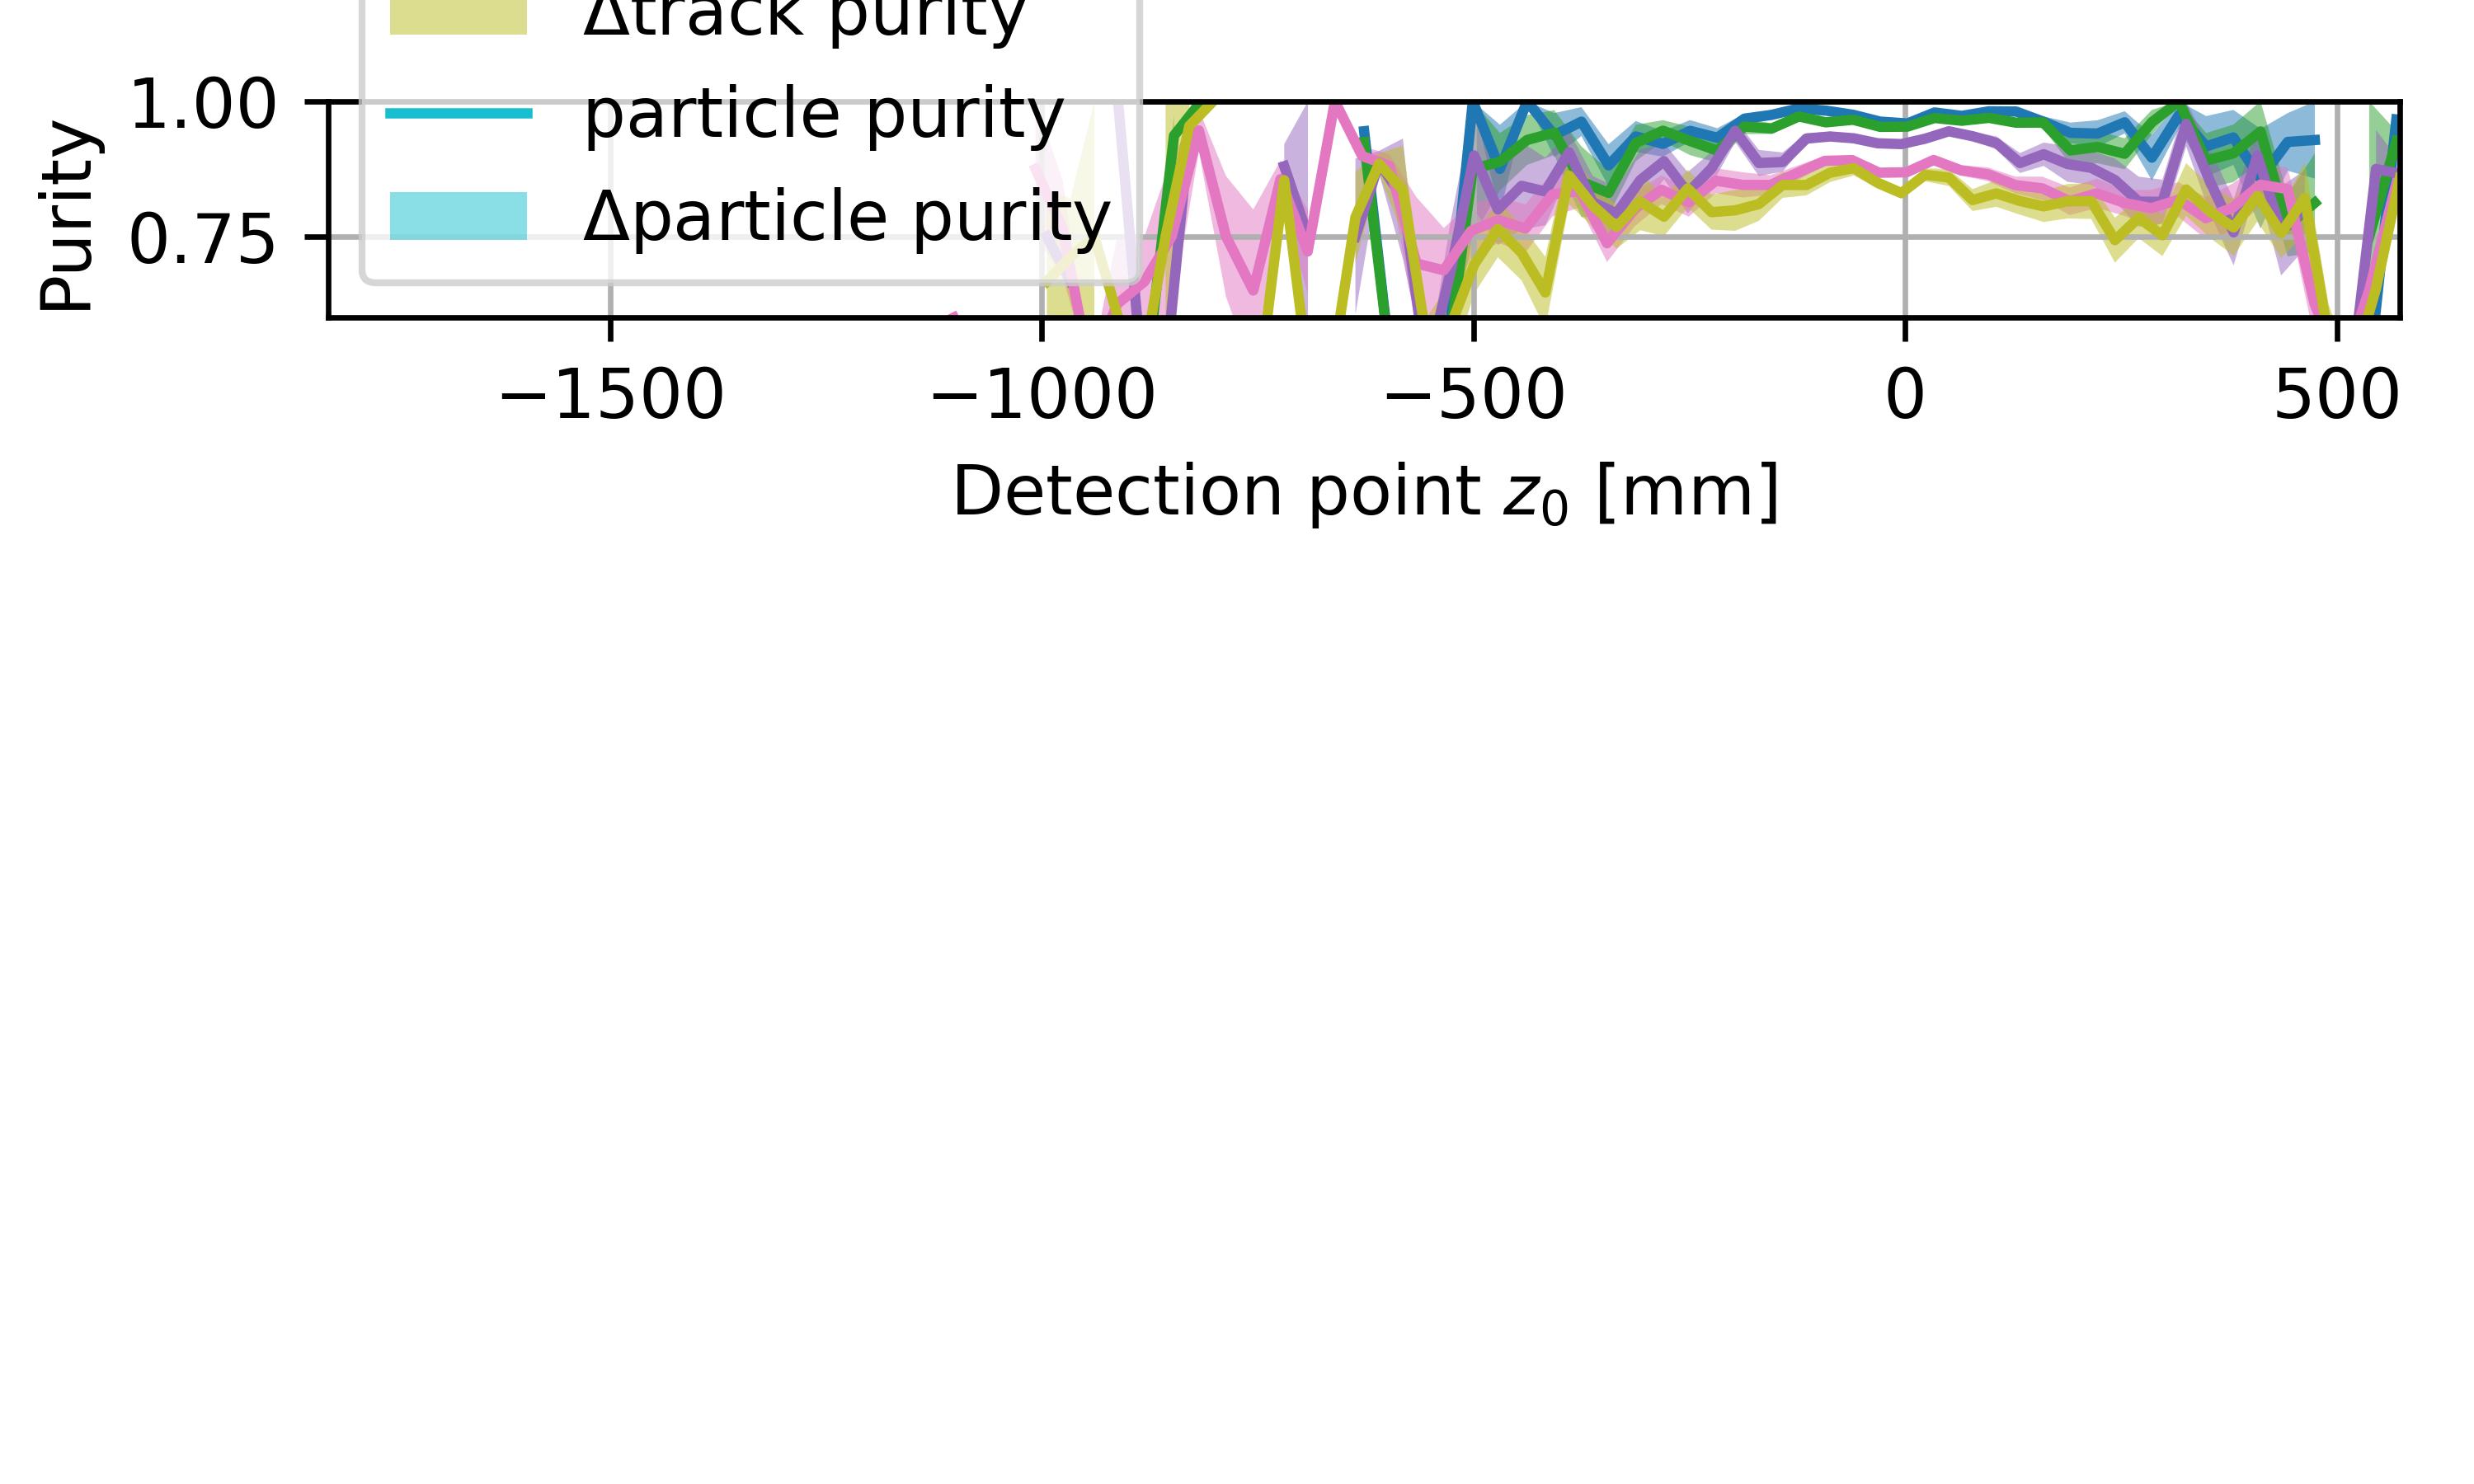 Δtrack purity
1.00
particle purity
Δparticle purity
0.75
Purity
−1500 −1000 −500 0 500
Detection point z₀ [mm]